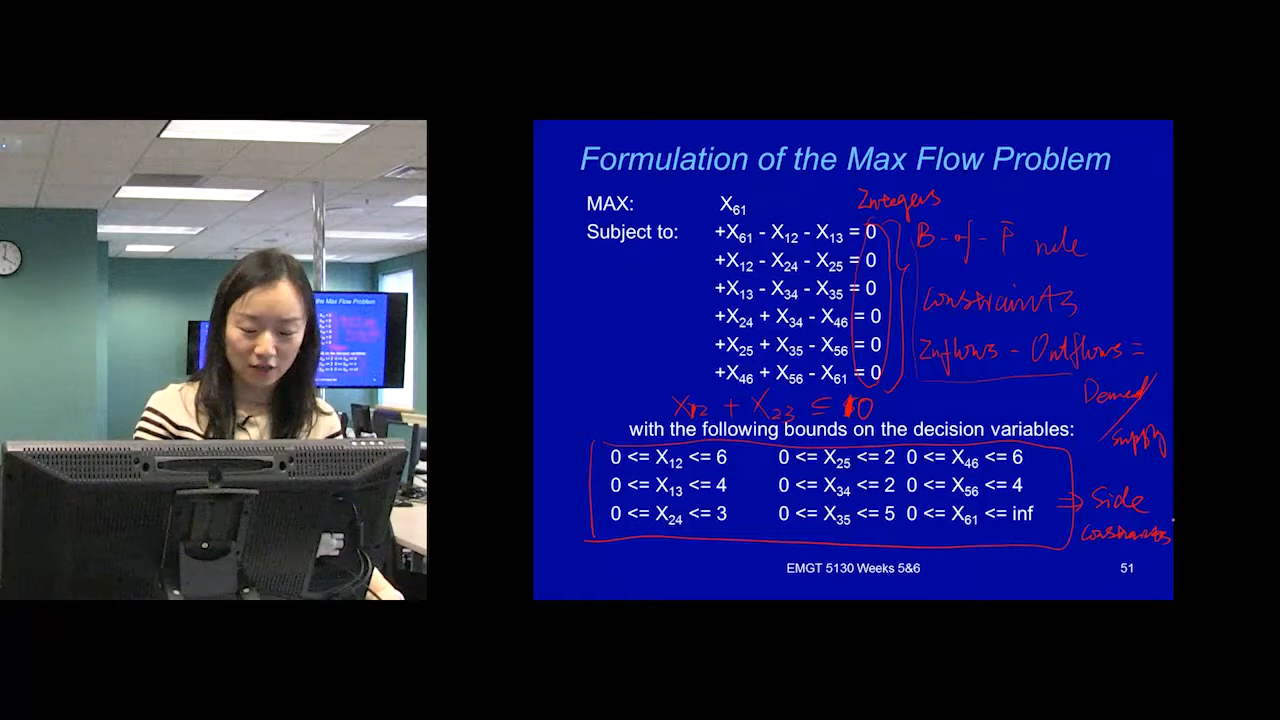 Formulation of the Max Flow Problem
MAX: X61
Integers
Subject to: +X61 - X12 - X13 = 0
B-of-F rule
+X12 - X24 - X25 = 0
+X13 - X34 - X35 = 0
constraints
+X24 + X34 - X46 = 0
+X25 + X35 - X56 = 0
Inflows - Outflows =
+X46 + X56 - X61 = 0
Demand/
supply
X12 + X23 ≤ 10
with the following bounds on the decision variables:
0 <= X12 <= 6 0 <= X25 <= 2 0 <= X46 <= 6
0 <= X13 <= 4 0 <= X34 <= 2 0 <= X56 <= 4
0 <= X24 <= 3 0 <= X35 <= 5 0 <= X61 <= inf
⇒ Side
constraints
EMGT 5130 Weeks 5&6 51